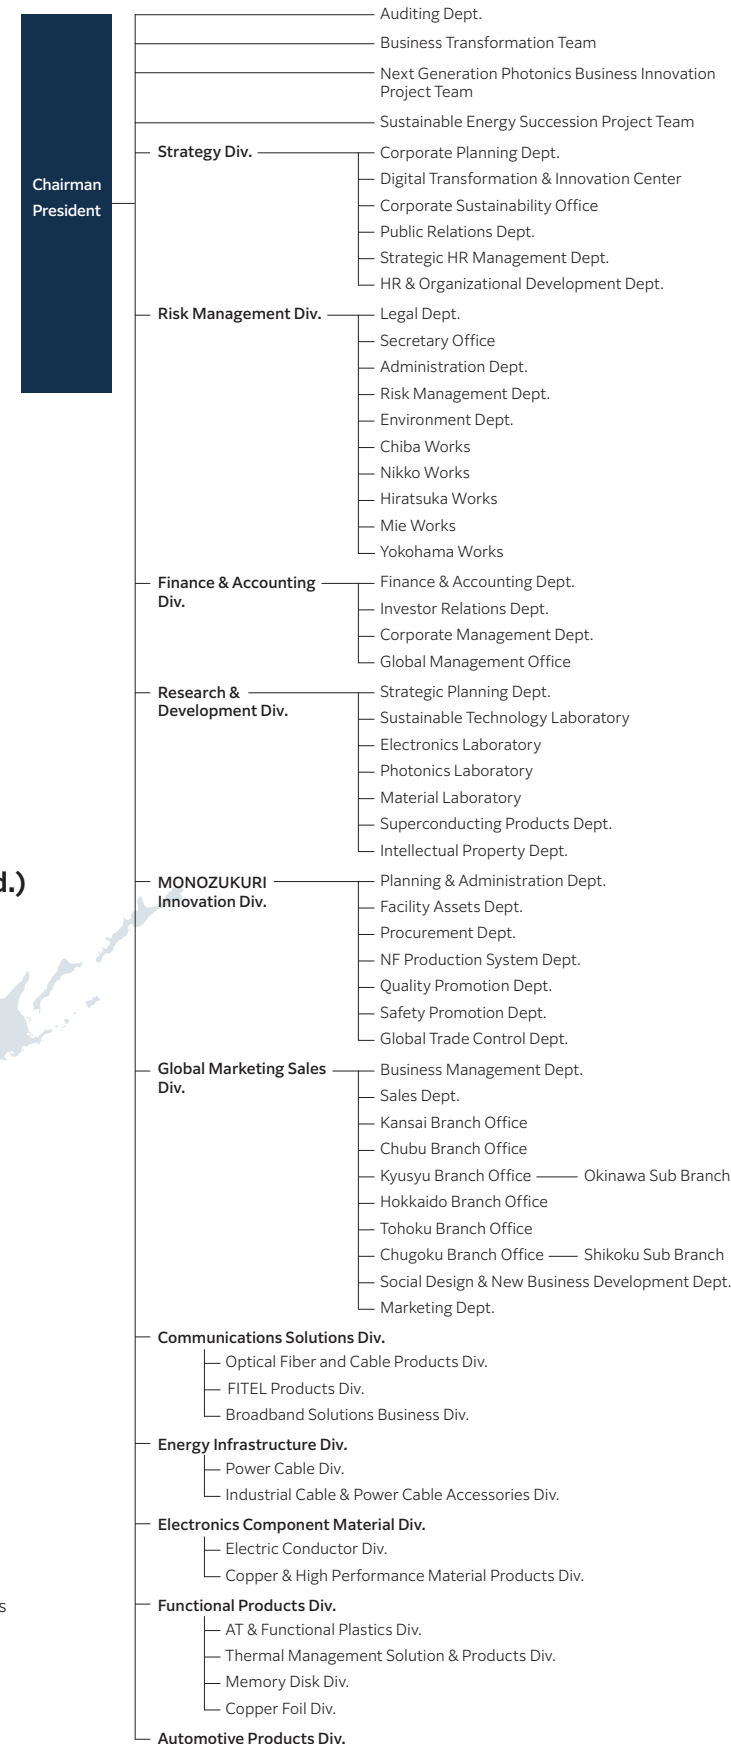 Auditing Dept.
Business Transformation Team
Next Generation Photonics Business Innovation
Project Team
Sustainable Energy Succession Project Team
Chairman
President
Strategy Div.
Corporate Planning Dept.
Digital Transformation & Innovation Center
Corporate Sustainability Office
Public Relations Dept.
Strategic HR Management Dept.
HR & Organizational Development Dept.
Risk Management Div.
Legal Dept.
Secretary Office
Administration Dept.
Risk Management Dept.
Environment Dept.
Chiba Works
Nikko Works
Hiratsuka Works
Mie Works
Yokohama Works
Finance & Accounting
Div.
Finance & Accounting Dept.
Investor Relations Dept.
Corporate Management Dept.
Global Management Office
Research &
Development Div.
Strategic Planning Dept.
Sustainable Technology Laboratory
Electronics Laboratory
Photonics Laboratory
Material Laboratory
Superconducting Products Dept.
Intellectual Property Dept.
d.)
MONOZUKURI
Innovation Div.
Planning & Administration Dept.
Facility Assets Dept.
Procurement Dept.
NF Production System Dept.
Quality Promotion Dept.
Safety Promotion Dept.
Global Trade Control Dept.
Global Marketing Sales
Div.
Business Management Dept.
Sales Dept.
Kansai Branch Office
Chubu Branch Office
Kyusyu Branch Office
Okinawa Sub Branch
Hokkaido Branch Office
Tohoku Branch Office
Chugoku Branch Office
Shikoku Sub Branch
Social Design & New Business Development Dept.
Marketing Dept.
Communications Solutions Div.
Optical Fiber and Cable Products Div.
FITEL Products Div.
Broadband Solutions Business Div.
Energy Infrastructure Div.
Power Cable Div.
Industrial Cable & Power Cable Accessories Div.
Electronics Component Material Div.
Electric Conductor Div.
Copper & High Performance Material Products Div.
s
Functional Products Div.
AT & Functional Plastics Div.
Thermal Management Solution & Products Div.
Memory Disk Div.
Copper Foil Div.
Automotive Products Div.